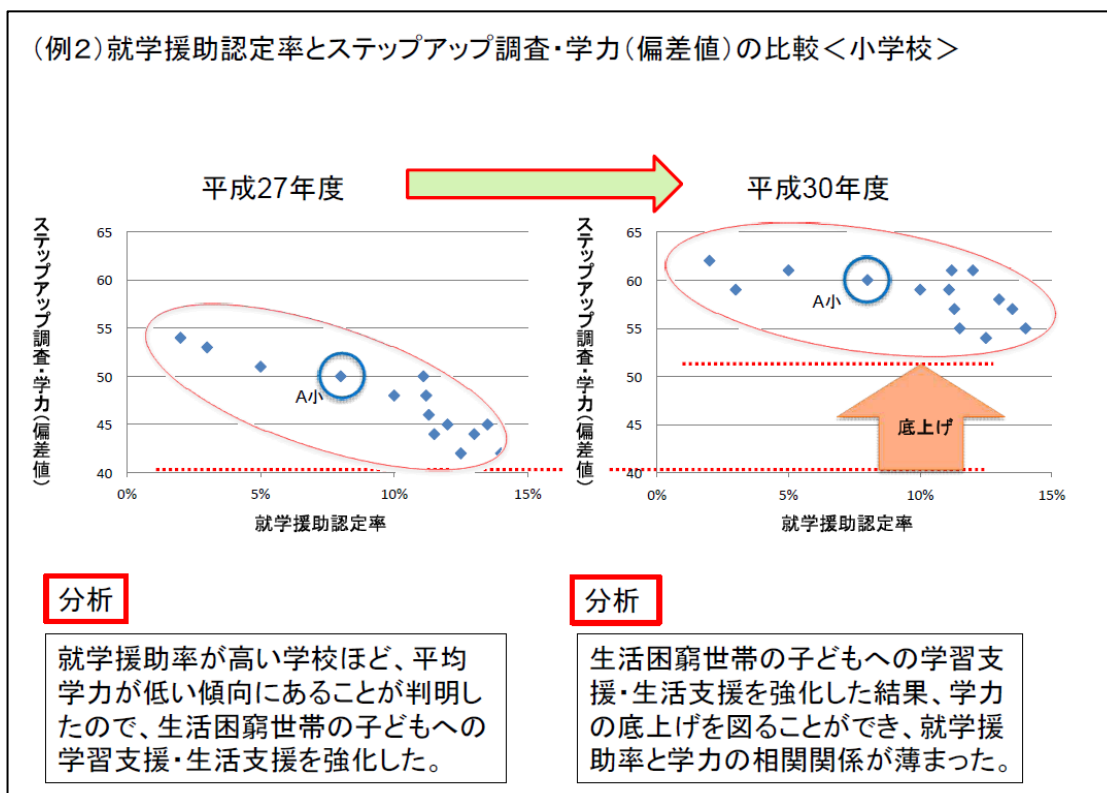 (例2)就学援助認定率とステップアップ調査・学力(偏差値)の比較<小学校>
平成27年度
平成30年度
ステップアップ調査・学力(偏差値)
65
60
55
50
45
40
A小
0%
5%
10%
15%
就学援助認定率
ステップアップ調査・学力(偏差値)
65
60
55
50
45
40
A小
底上げ
0%
5%
10%
15%
就学援助認定率
分析
就学援助率が高い学校ほど、平均
学力が低い傾向にあることが判明し
たので、生活困窮世帯の子どもへの
学習支援・生活支援を強化した。
分析
生活困窮世帯の子どもへの学習支
援・生活支援を強化した結果、学力
の底上げを図ることができ、就学援
助率と学力の相関関係が薄まった。